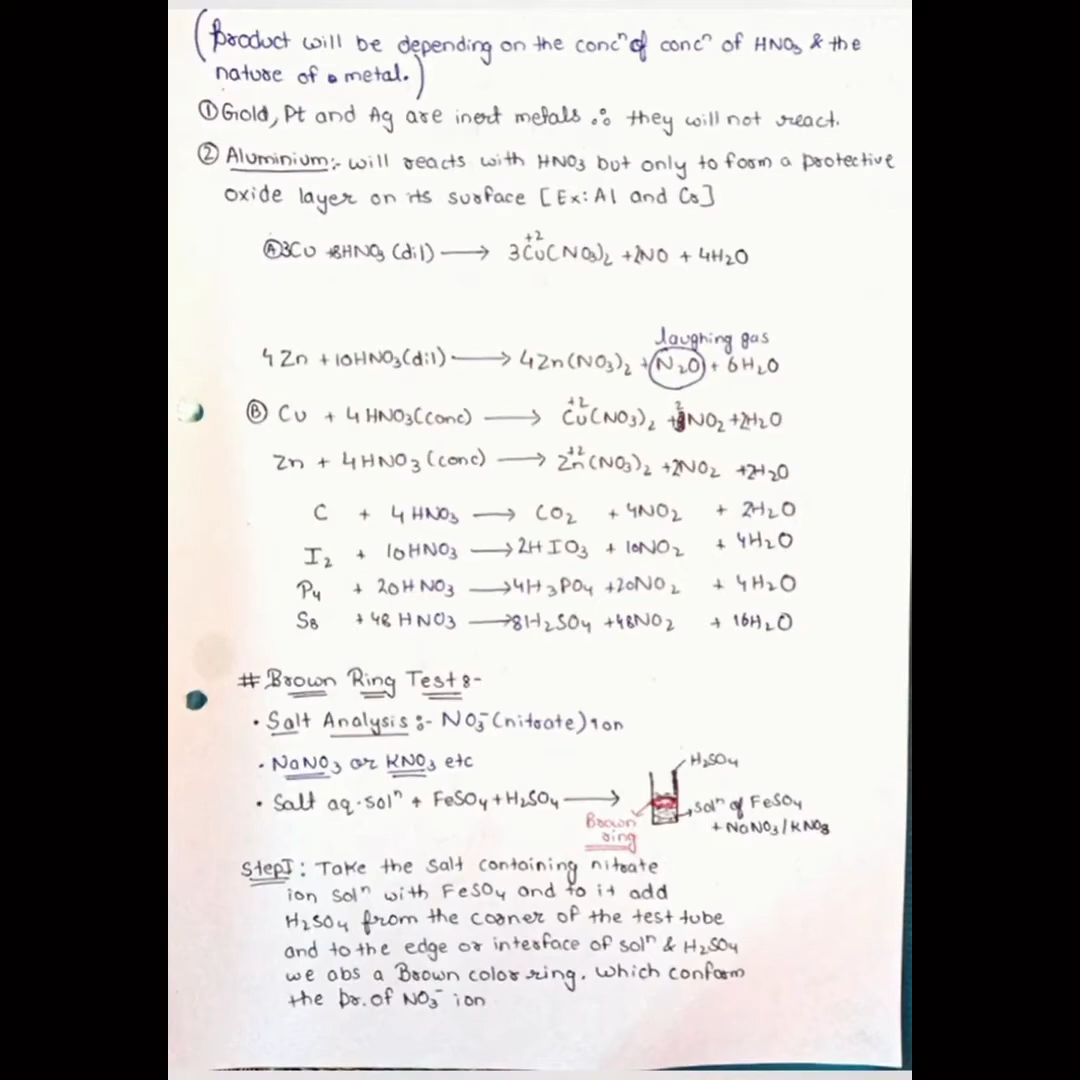 (Product will be depending on the concⁿ of concⁿ of HNO₃ & the
nature of a metal.)
① Gold, Pt and Ag are inert metals ∴ they will not react.
② Aluminium:- will reacts with HNO₃ but only to form a protective
oxide layer on its surface [Ex: Al and Cr]
Ⓐ 3Cu + 8HNO₃ (dil) ⟶ 3Cu⁺²(NO₃)₂ + 2NO + 4H₂O
laughing gas
4Zn + 10HNO₃(dil) ⟶ 4Zn(NO₃)₂ + N₂O + 6H₂O
Ⓑ Cu + 4HNO₃(conc) ⟶ Cu⁺²(NO₃)₂ + 2NO₂ + 2H₂O
Zn + 4HNO₃(conc) ⟶ Zn⁺²(NO₃)₂ + 2NO₂ + 2H₂O
C + 4HNO₃ ⟶ CO₂ + 4NO₂ + 2H₂O
I₂ + 10HNO₃ ⟶ 2HIO₃ + 10NO₂ + 4H₂O
P₄ + 20HNO₃ ⟶ 4H₃PO₄ + 20NO₂ + 4H₂O
S₈ + 48HNO₃ ⟶ 8H₂SO₄ + 48NO₂ + 16H₂O
# Brown Ring Test :-
• Salt Analysis :- NO₃⁻ (nitrate) ion
• NaNO₃ or KNO₃ etc
• Salt aq. solⁿ + FeSO₄ + H₂SO₄ ⟶
H₂SO₄
solⁿ of FeSO₄
+ NaNO₃/KNO₃
Brown
ring
Step I : Take the salt containing nitrate
ion solⁿ with FeSO₄ and to it add
H₂SO₄ from the corner of the test tube
and to the edge or interface of solⁿ & H₂SO₄
we obs a Brown color ring. Which conform
the pr. of NO₃⁻ ion